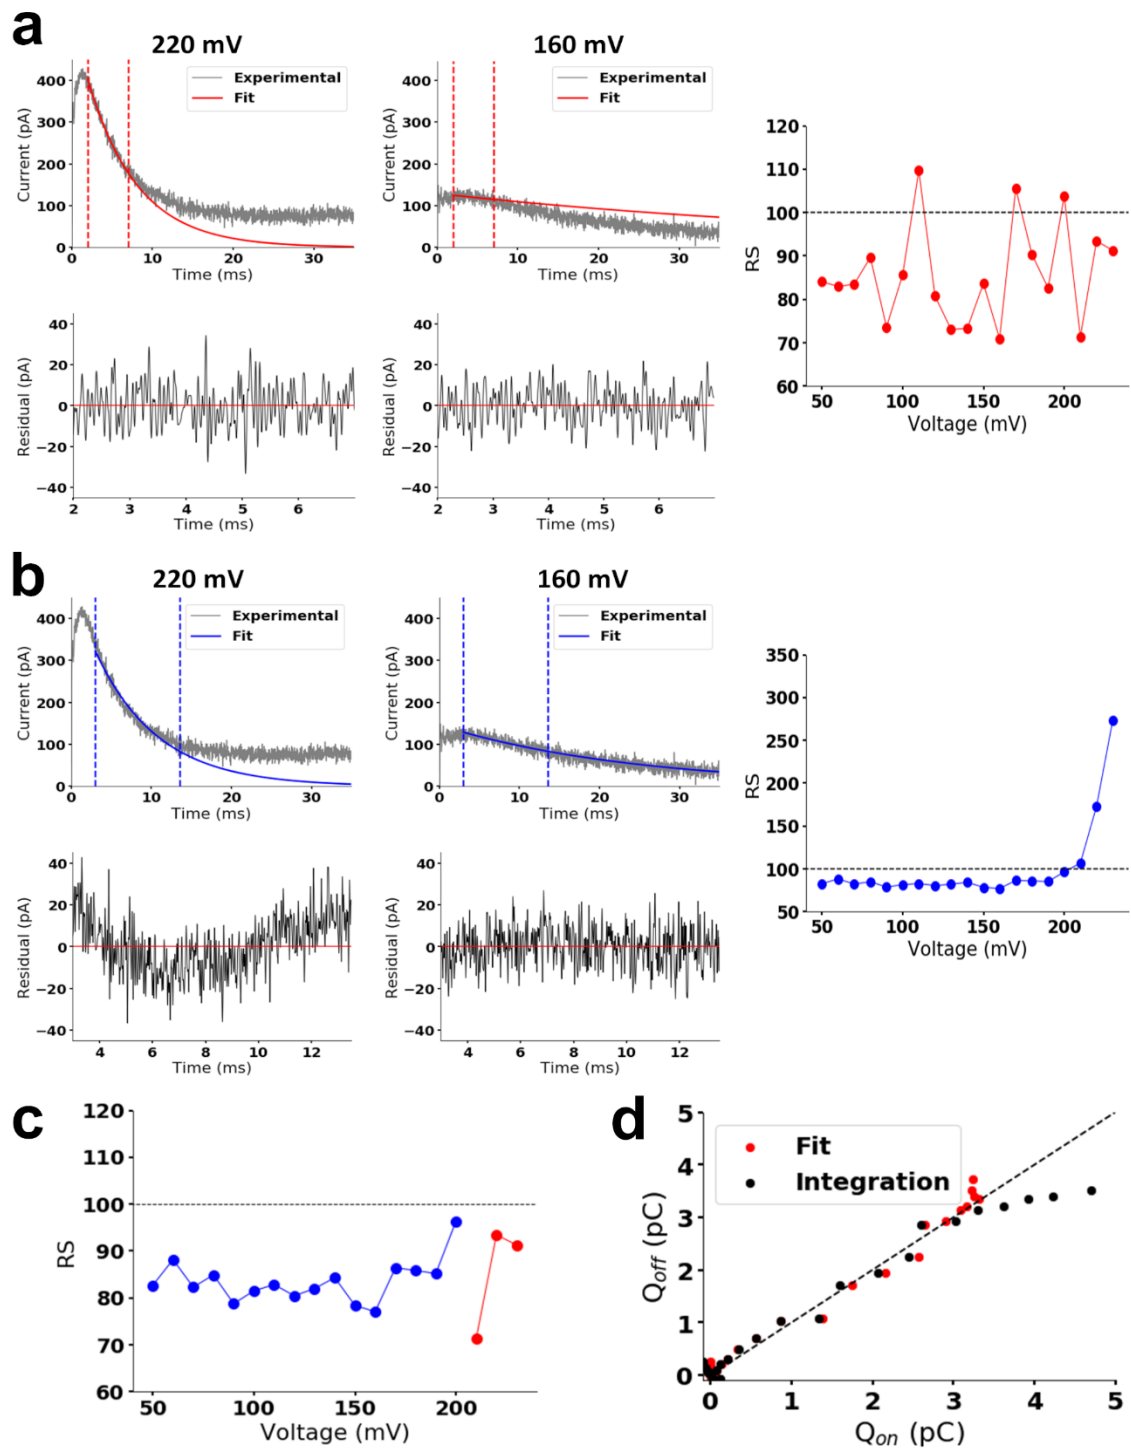 a
220 mV
160 mV
Experimental
Fit
Current (pA)
400
300
200
100
0
0 10 20 30
Time (ms)
Experimental
Fit
Current (pA)
400
300
200
100
0
0 10 20 30
Time (ms)
RS
120
110
100
90
80
70
60
50 100 150 200
Voltage (mV)
Residual (pA)
40
20
0
−20
−40
2 3 4 5 6
Time (ms)
Residual (pA)
40
20
0
−20
−40
2 3 4 5 6
Time (ms)
b
220 mV
160 mV
Experimental
Fit
Current (pA)
400
300
200
100
0
0 10 20 30
Time (ms)
Experimental
Fit
Current (pA)
400
300
200
100
0
0 10 20 30
Time (ms)
RS
350
300
250
200
150
100
50
50 100 150 200
Voltage (mV)
Residual (pA)
40
20
0
−20
−40
4 6 8 10 12
Time (ms)
Residual (pA)
40
20
0
−20
−40
4 6 8 10 12
Time (ms)
c
RS
120
110
100
90
80
70
60
50 100 150 200
Voltage (mV)
d
Fit
Integration
Qoff (pC)
5
4
3
2
1
0
0 1 2 3 4 5
Qon (pC)